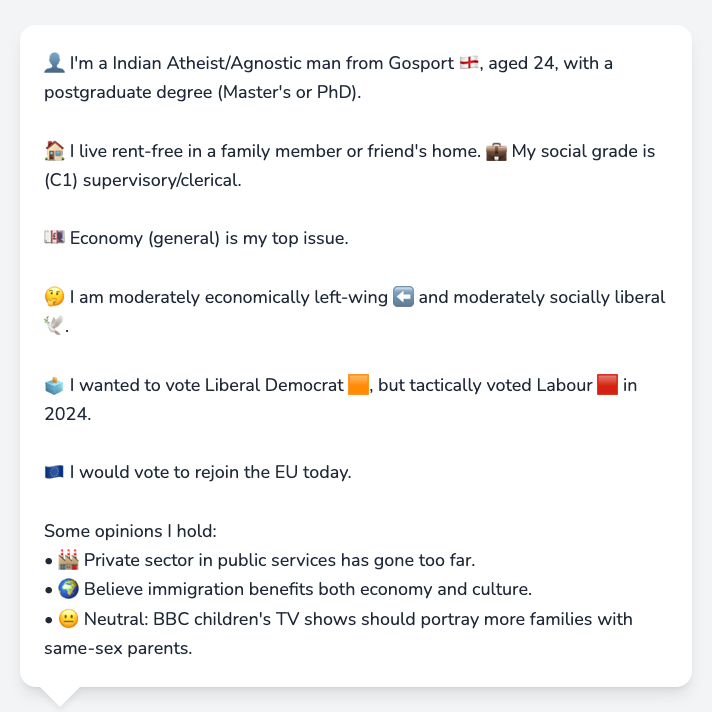 👤 I'm a Indian Atheist/Agnostic man from Gosport 🏴󠁧󠁢󠁥󠁮󠁧󠁿, aged 24, with a
postgraduate degree (Master's or PhD).
🏠 I live rent-free in a family member or friend's home. 💼 My social grade is
(C1) supervisory/clerical.
💷 Economy (general) is my top issue.
🤔 I am moderately economically left-wing ⬅️ and moderately socially liberal
🕊️.
🗳️ I wanted to vote Liberal Democrat 🟧, but tactically voted Labour 🟥 in
2024.
🇪🇺 I would vote to rejoin the EU today.
Some opinions I hold:
• 🏭 Private sector in public services has gone too far.
• 🌍 Believe immigration benefits both economy and culture.
• 😐 Neutral: BBC children's TV shows should portray more families with
same-sex parents.